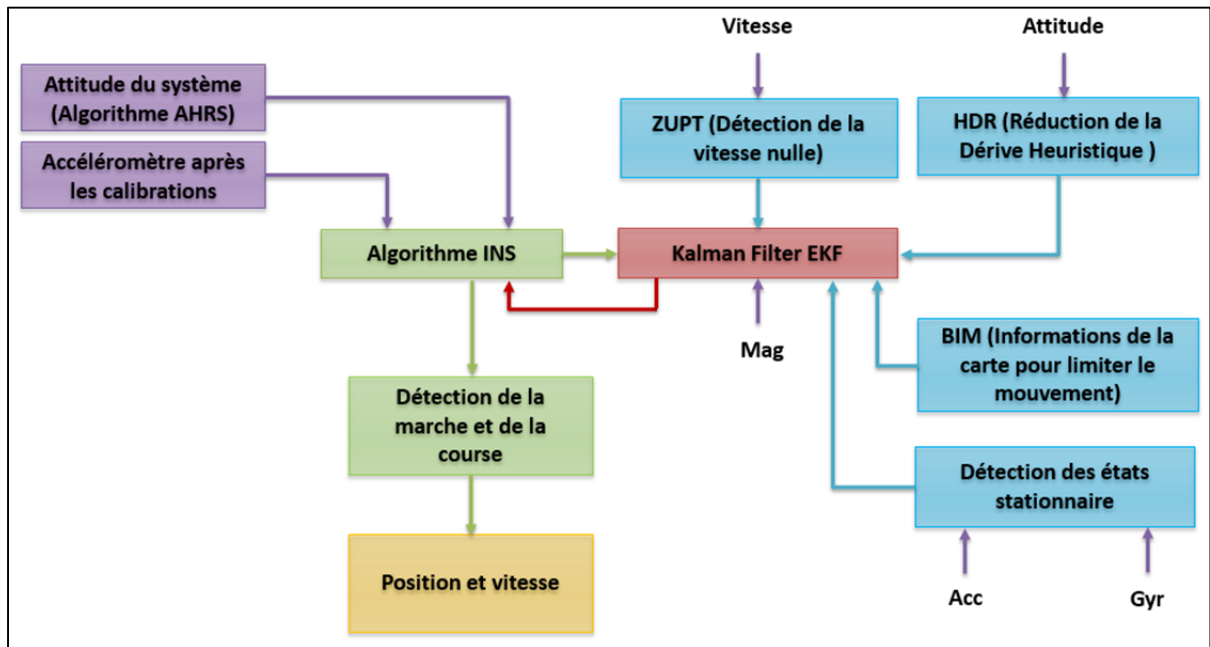 Vitesse
Attitude
Attitude du système
(Algorithme AHRS)
ZUPT (Détection de la
vitesse nulle)
HDR (Réduction de la
Dérive Heuristique )
Accéléromètre après
les calibrations
Algorithme INS
Kalman Filter EKF
Mag
BIM (Informations de la
carte pour limiter le
mouvement)
Détection de la
marche et de la
course
Détection des états
stationnaire
Position et vitesse
Acc
Gyr